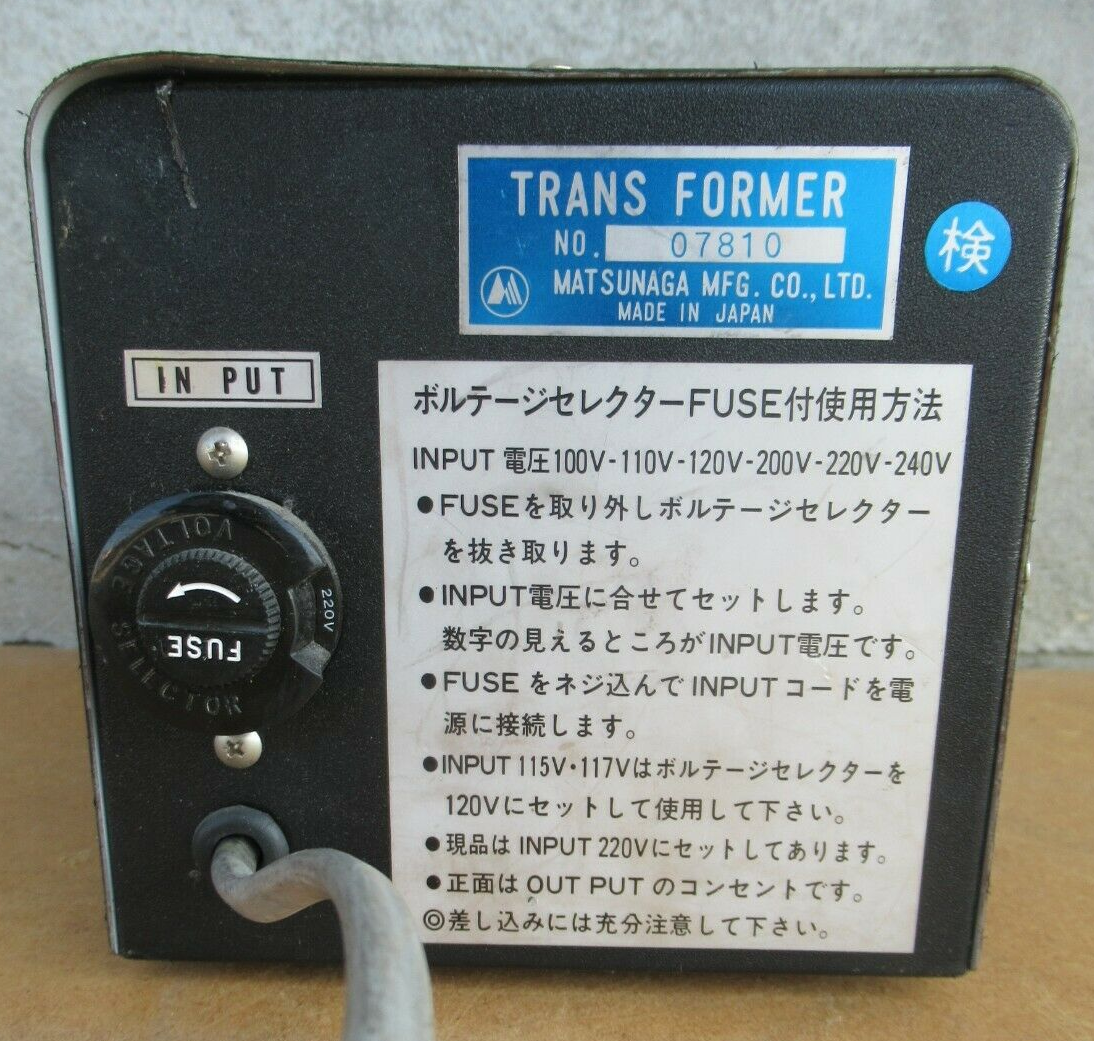 TRANS FORMER
NO. 07810
MATSUNAGA MFG. CO., LTD.
MADE IN JAPAN
検
IN PUT
VOLTAGE SELECTOR
FUSE
220V
ボルテージセレクターFUSE付使用方法
INPUT 電圧100V-110V-120V-200V-220V-240V
●FUSEを取り外しボルテージセレクター
を抜き取ります。
●INPUT電圧に合せてセットします。
数字の見えるところがINPUT電圧です。
●FUSEをネジ込んでINPUTコードを電
源に接続します。
●INPUT 115V・117Vはボルテージセレクターを
120Vにセットして使用して下さい。
●現品は INPUT 220Vにセットしてあります。
●正面は OUT PUT のコンセントです。
◎差し込みには充分注意して下さい。